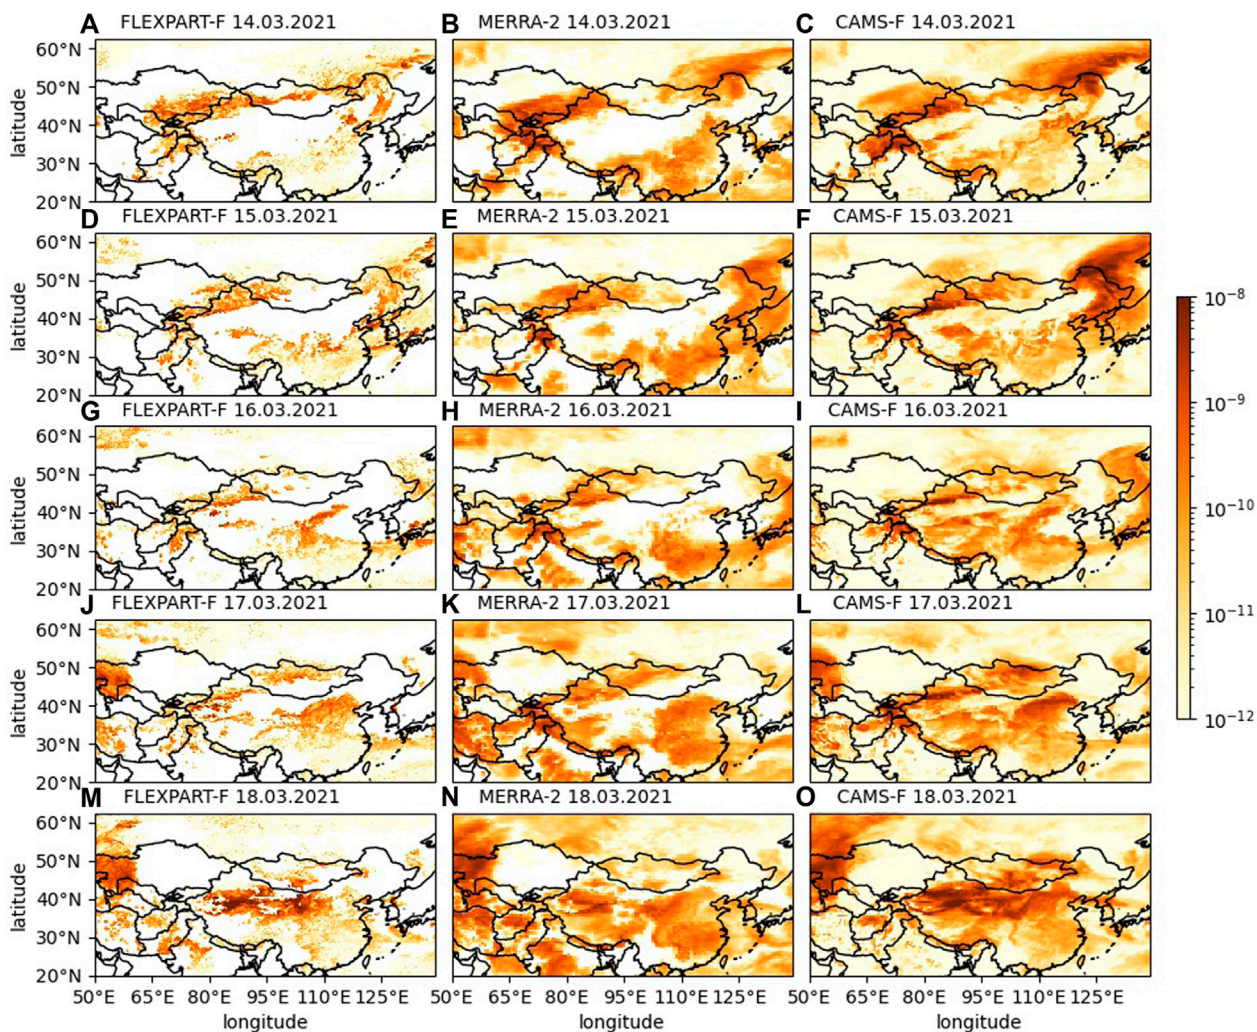 A FLEXPART-F 14.03.2021 B MERRA-2 14.03.2021 C CAMS-F 14.03.2021
60°N
50°N
latitude
40°N
30°N
20°N
D FLEXPART-F 15.03.2021 E MERRA-2 15.03.2021 F CAMS-F 15.03.2021
60°N
50°N
latitude
40°N
30°N
20°N
10⁻⁸
10⁻⁹
10⁻¹⁰
10⁻¹¹
10⁻¹²
G FLEXPART-F 16.03.2021 H MERRA-2 16.03.2021 I CAMS-F 16.03.2021
60°N
50°N
latitude
40°N
30°N
20°N
J FLEXPART-F 17.03.2021 K MERRA-2 17.03.2021 L CAMS-F 17.03.2021
60°N
50°N
latitude
40°N
30°N
20°N
M FLEXPART-F 18.03.2021 N MERRA-2 18.03.2021 O CAMS-F 18.03.2021
60°N
50°N
latitude
40°N
30°N
20°N
50°E 65°E 80°E 95°E 110°E 125°E 50°E 65°E 80°E 95°E 110°E 125°E 50°E 65°E 80°E 95°E 110°E 125°E
longitude longitude longitude